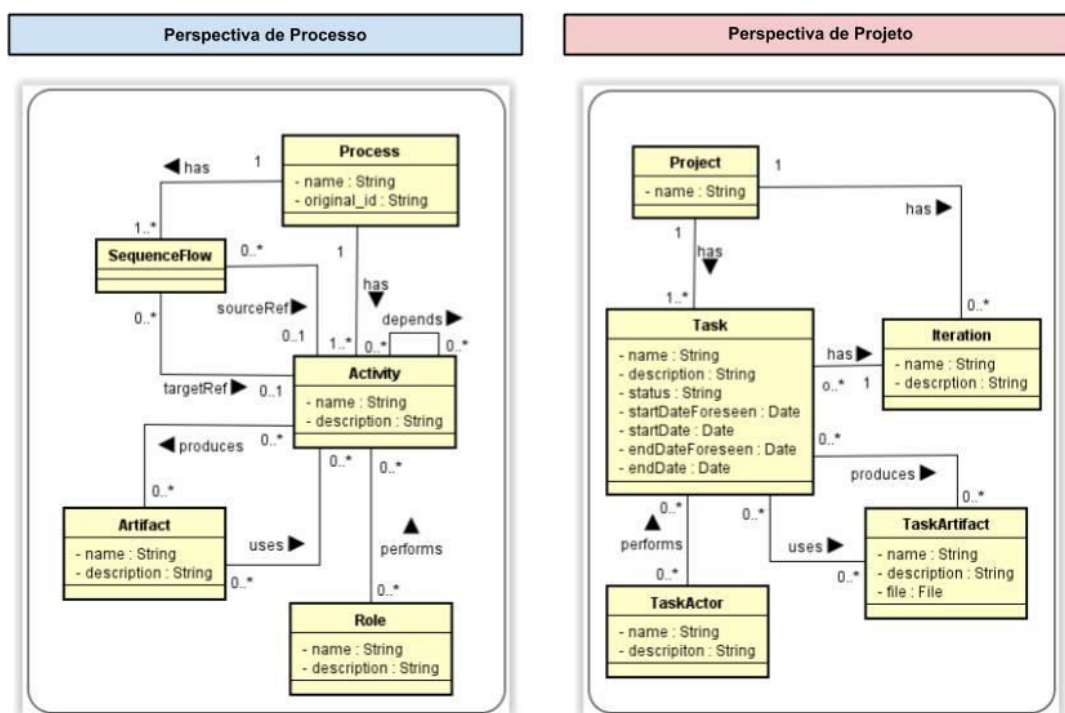 Perspectiva de Processo
Process
- name : String
- original_id : String
has
1
1..*
SequenceFlow
0..*
sourceRef
0..1
0..*
targetRef
0..1
1
has
1..*
depends
0..*
0..*
Activity
- name : String
- description : String
0..*
produces
0..*
0..*
uses
0..*
0..*
performs
0..*
Artifact
- name : String
- description : String
Role
- name : String
- description : String
Perspectiva de Projeto
Project
- name : String
1
has
0..*
1
has
1..*
Task
- name : String
- description : String
- status : String
- startDateForeseen : Date
- startDate : Date
- endDateForeseen : Date
- endDate : Date
has
o..*
1
Iteration
- name : String
- descrption : String
0..*
produces
0..*
0..*
uses
0..*
0..*
performs
0..*
TaskArtifact
- name : String
- description : String
- file : File
TaskActor
- name : String
- descripiton : String